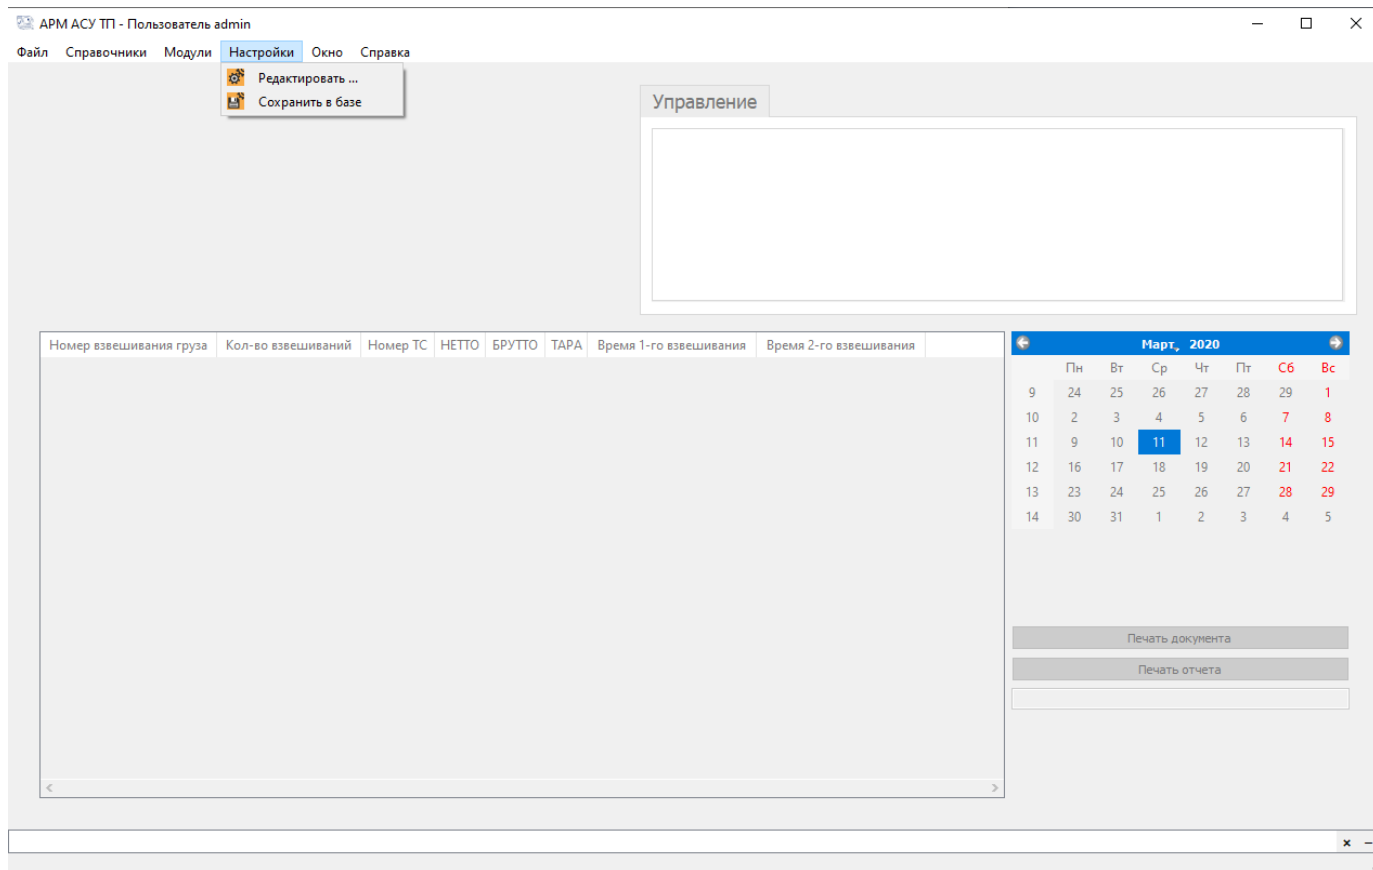 АРМ АСУ ТП - Пользователь admin
Файл Справочники Модули Настройки Окно Справка
Редактировать ...
Сохранить в базе
Управление
Номер взвешивания груза Кол-во взвешиваний Номер ТС НЕТТО БРУТТО ТАРА Время 1-го взвешивания Время 2-го взвешивания
Март, 2020
Пн Вт Ср Чт Пт Сб Вс
9 24 25 26 27 28 29 1
10 2 3 4 5 6 7 8
11 9 10 11 12 13 14 15
12 16 17 18 19 20 21 22
13 23 24 25 26 27 28 29
14 30 31 1 2 3 4 5
Печать документа
Печать отчета